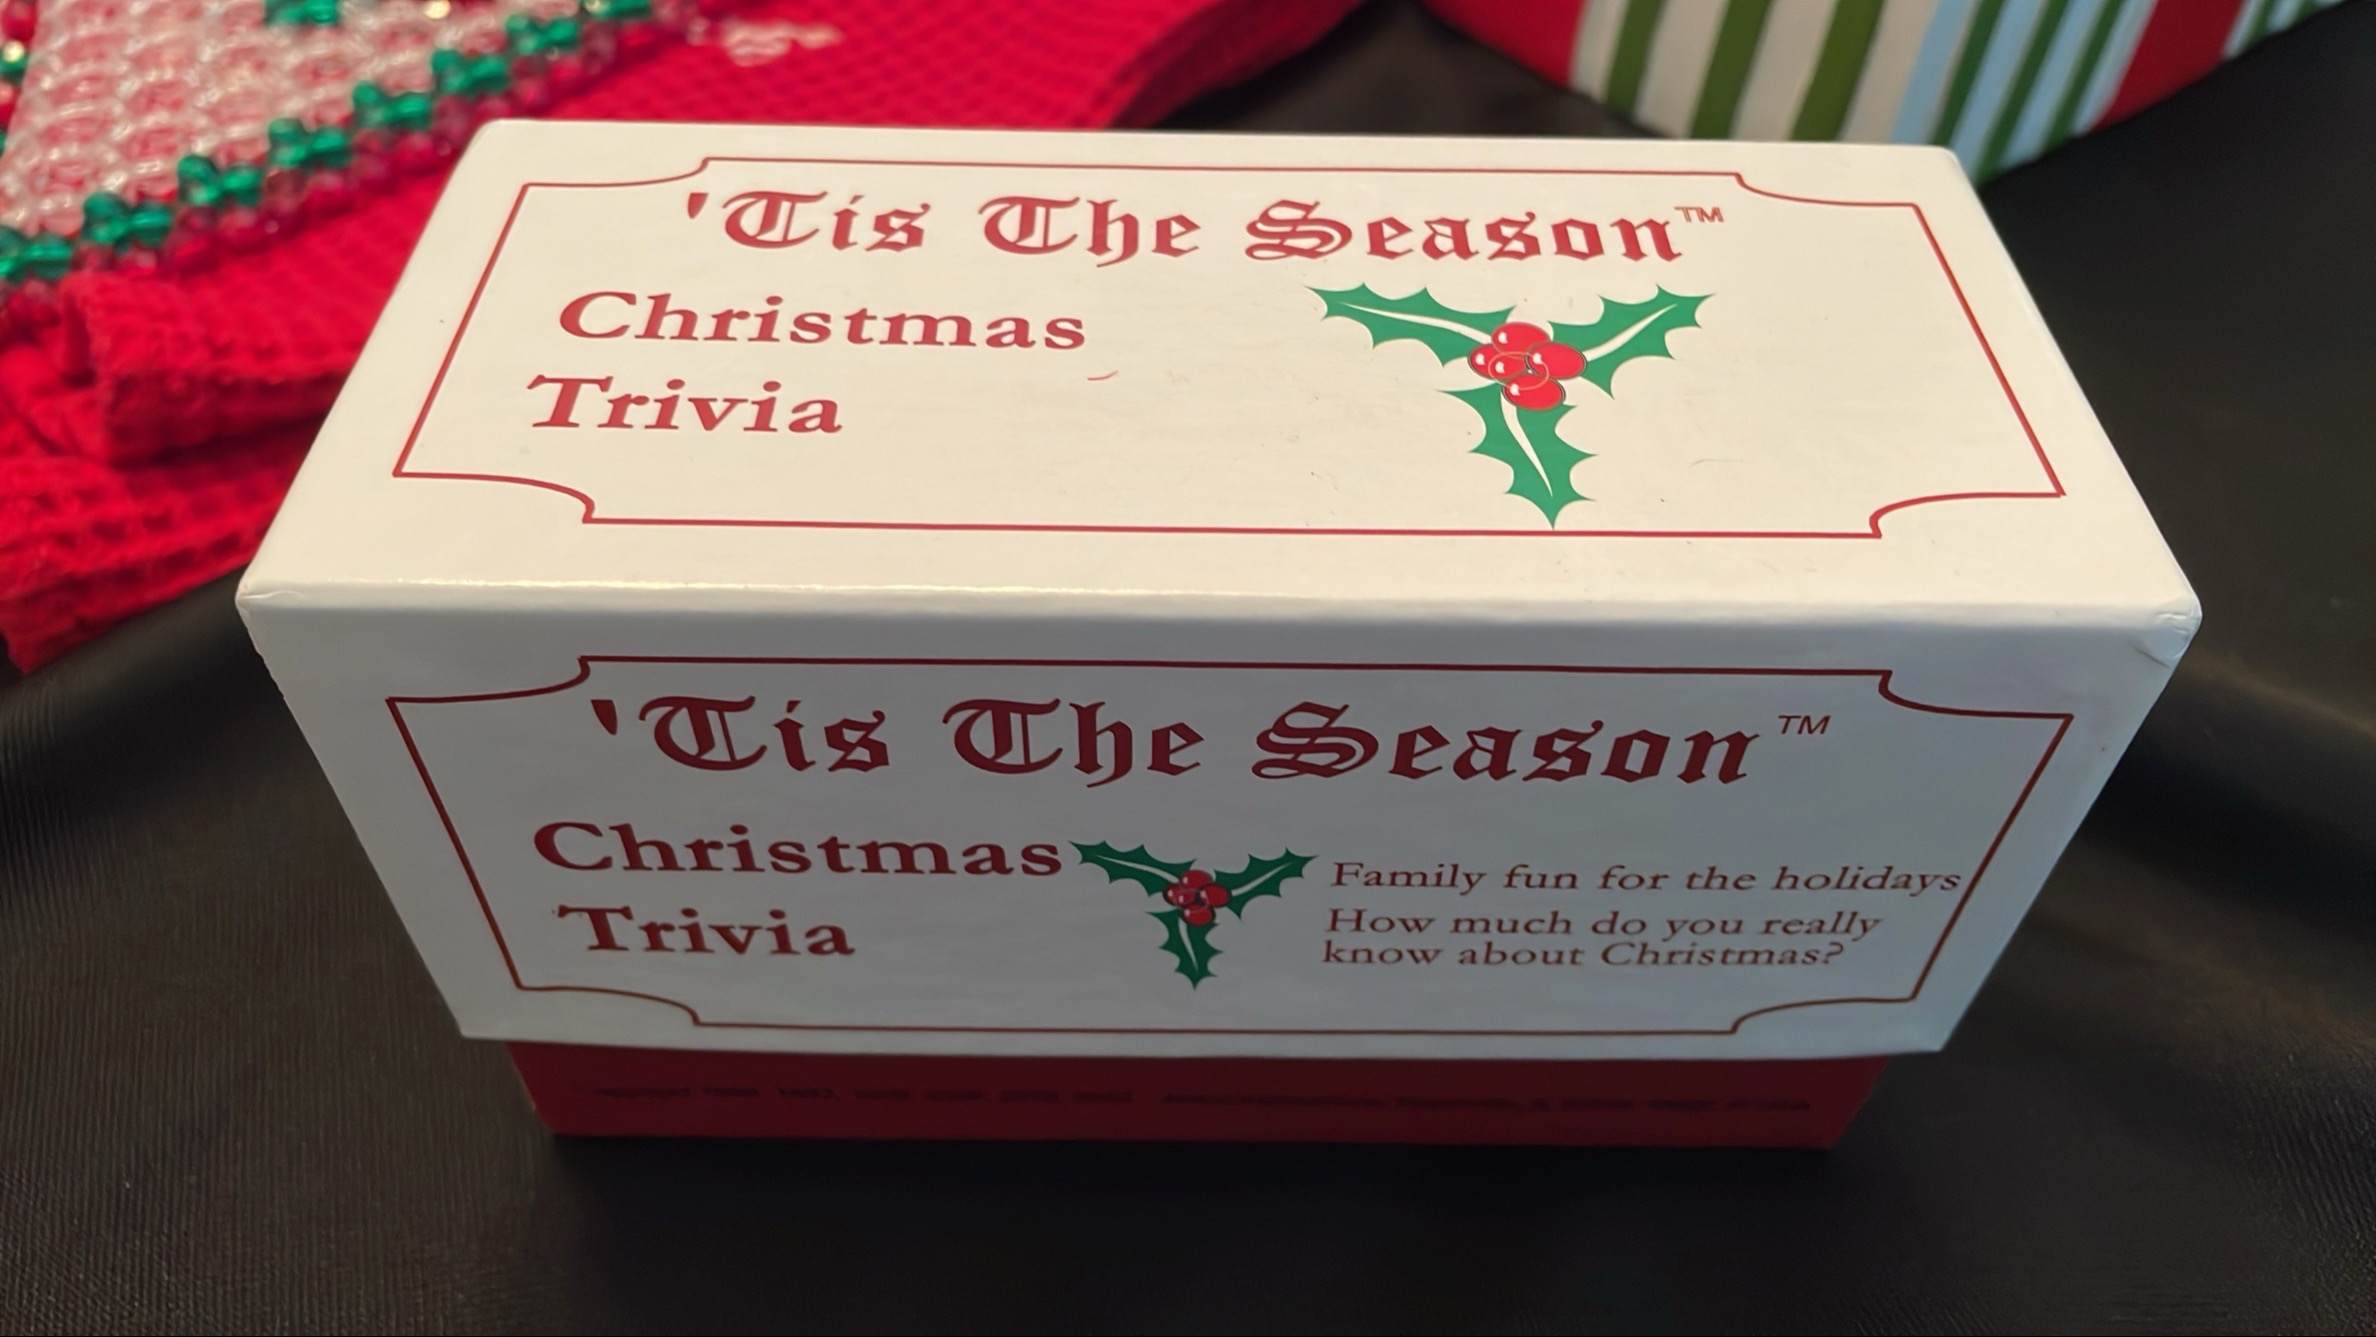 'Tis The Season™
Christmas
Trivia
'Tis The Season™
Christmas
Trivia
Family fun for the holidays
How much do you really
know about Christmas?